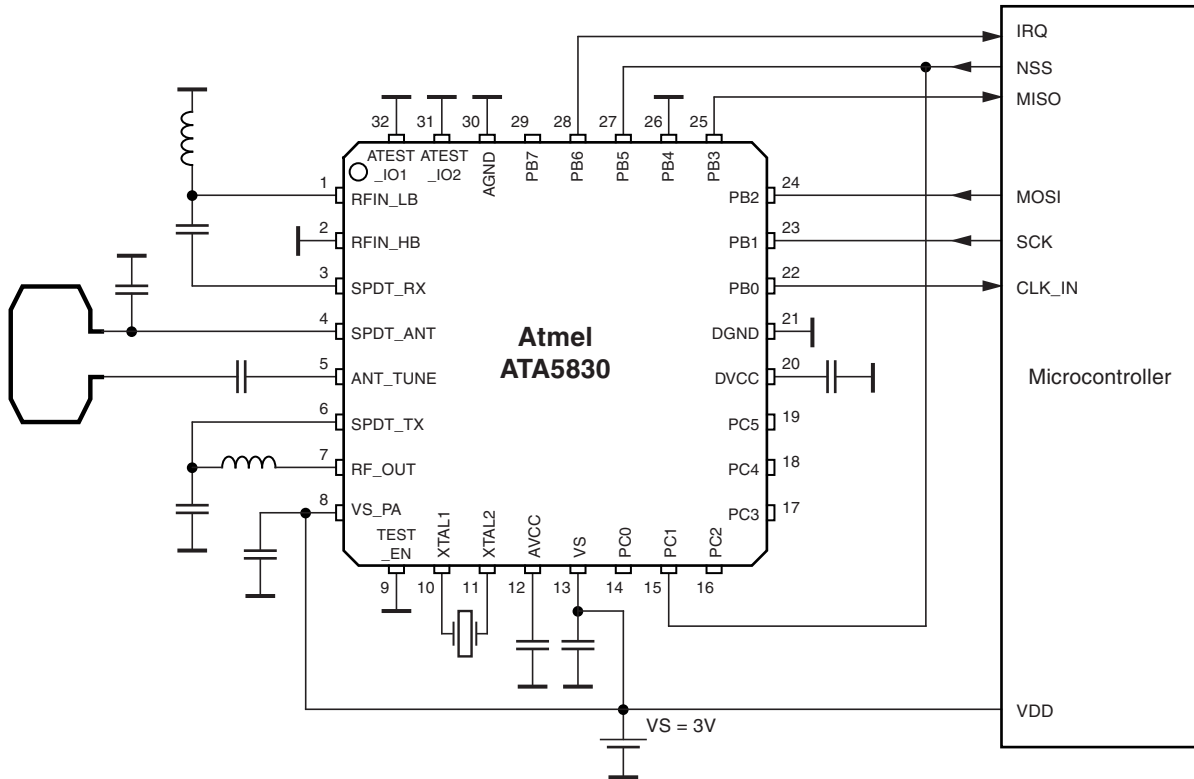 IRQ
NSS
MISO
32
31
30
29
28
27
26
25
ATEST
_IO1
ATEST
_IO2
AGND
PB7
PB6
PB5
PB4
PB3
1
RFIN_LB
PB2
24
MOSI
2
RFIN_HB
PB1
23
SCK
3
SPDT_RX
PB0
22
CLK_IN
4
SPDT_ANT
Atmel
ATA5830
DGND
21
5
ANT_TUNE
DVCC
20
Microcontroller
6
SPDT_TX
PC5
19
7
RF_OUT
PC4
18
8
VS_PA
PC3
17
TEST
_EN
XTAL1
XTAL2
AVCC
VS
PC0
PC1
PC2
9
10
11
12
13
14
15
16
VDD
VS = 3V